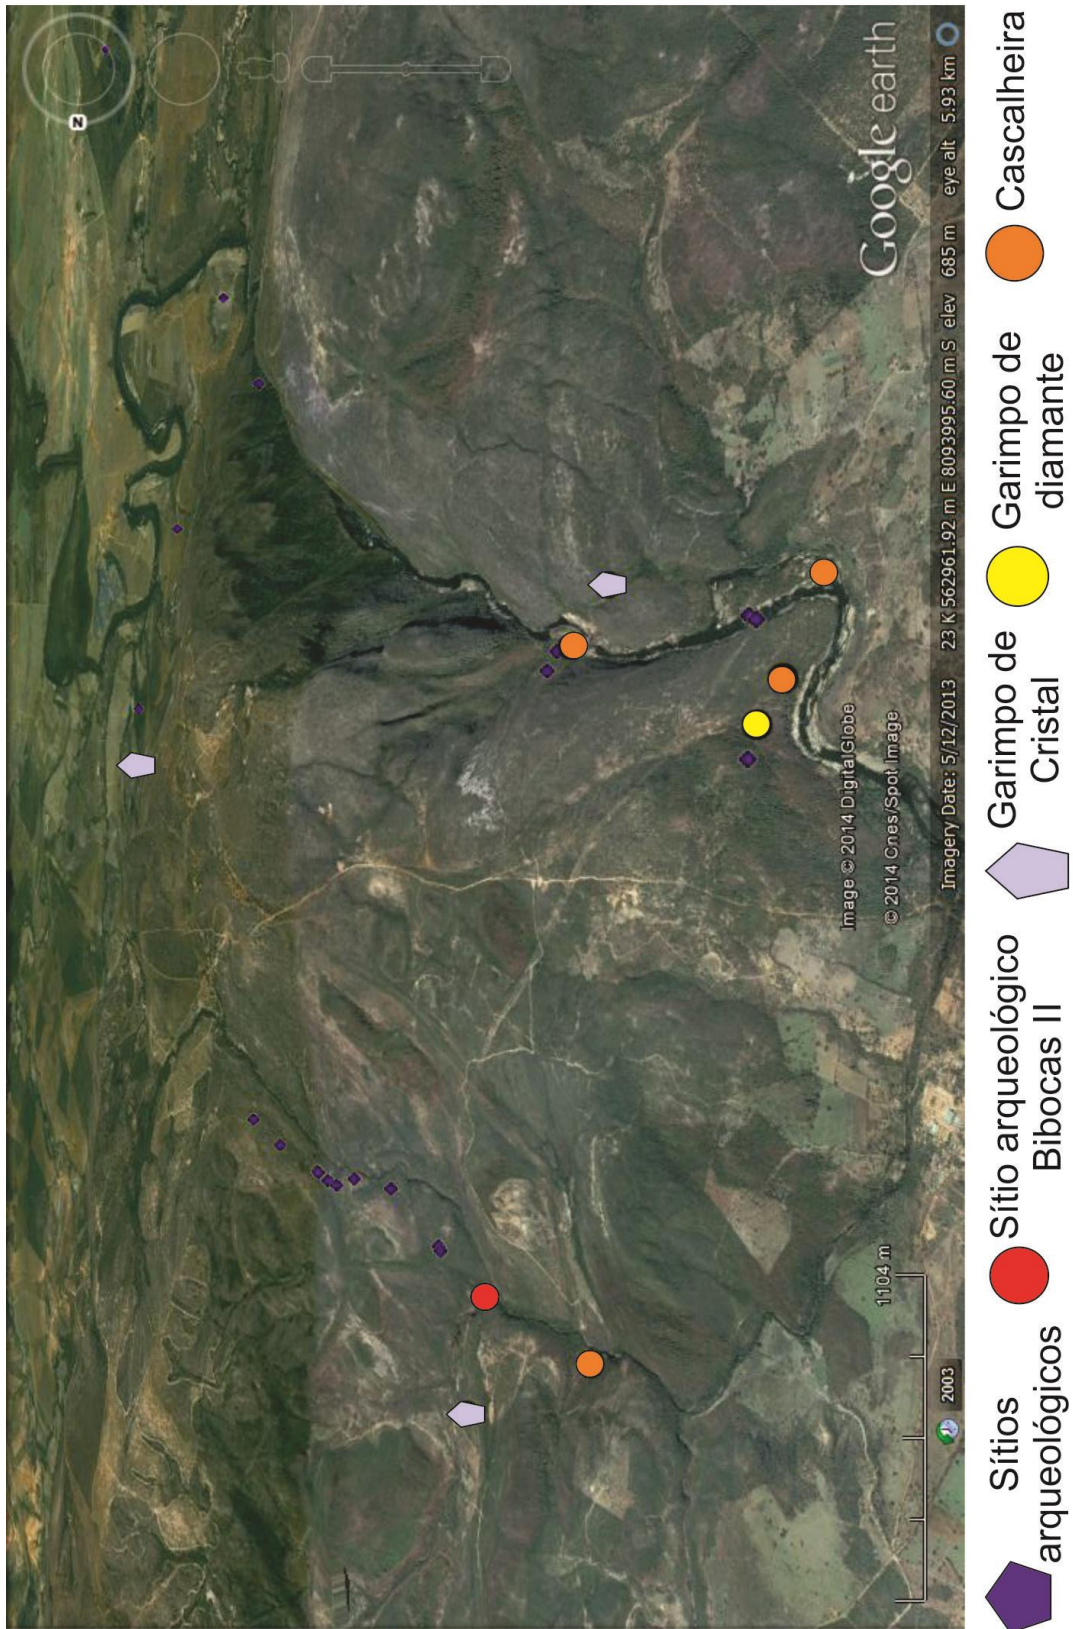 N
1104 m
Image © 2014 DigitalGlobe
© 2014 Cnes/Spot Image
Google earth
2003
Imagery Date: 5/12/2013 23 K 562961.92 m E 8093995.60 m S elev 685 m eye alt 5.93 km
Sítios
arqueológicos
Sítio arqueológico
Bibocas II
Garimpo de
Cristal
Garimpo de
diamante
Cascalheira